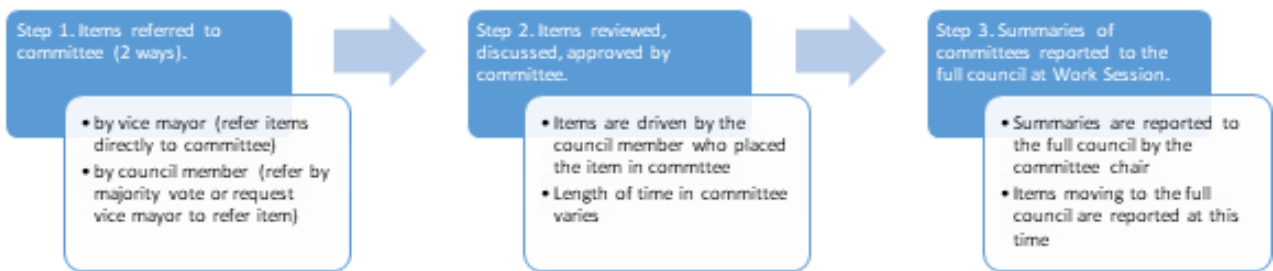 Step 1. Items referred to
committee (2 ways).
• by vice mayor (refer items
directly to committee)
• by council member (refer by
majority vote or request
vice mayor to refer item)
Step 2. Items reviewed,
discussed, approved by
committee.
• Items are driven by the
council member who placed
the item in commttee
• Length of time in committee
varies
Step 3. Summaries of
committees reported to the
full council at Work Session.
• Summaries are reported to
the full council by the
committee chair
• Items moving to the full
council are reported at this
time